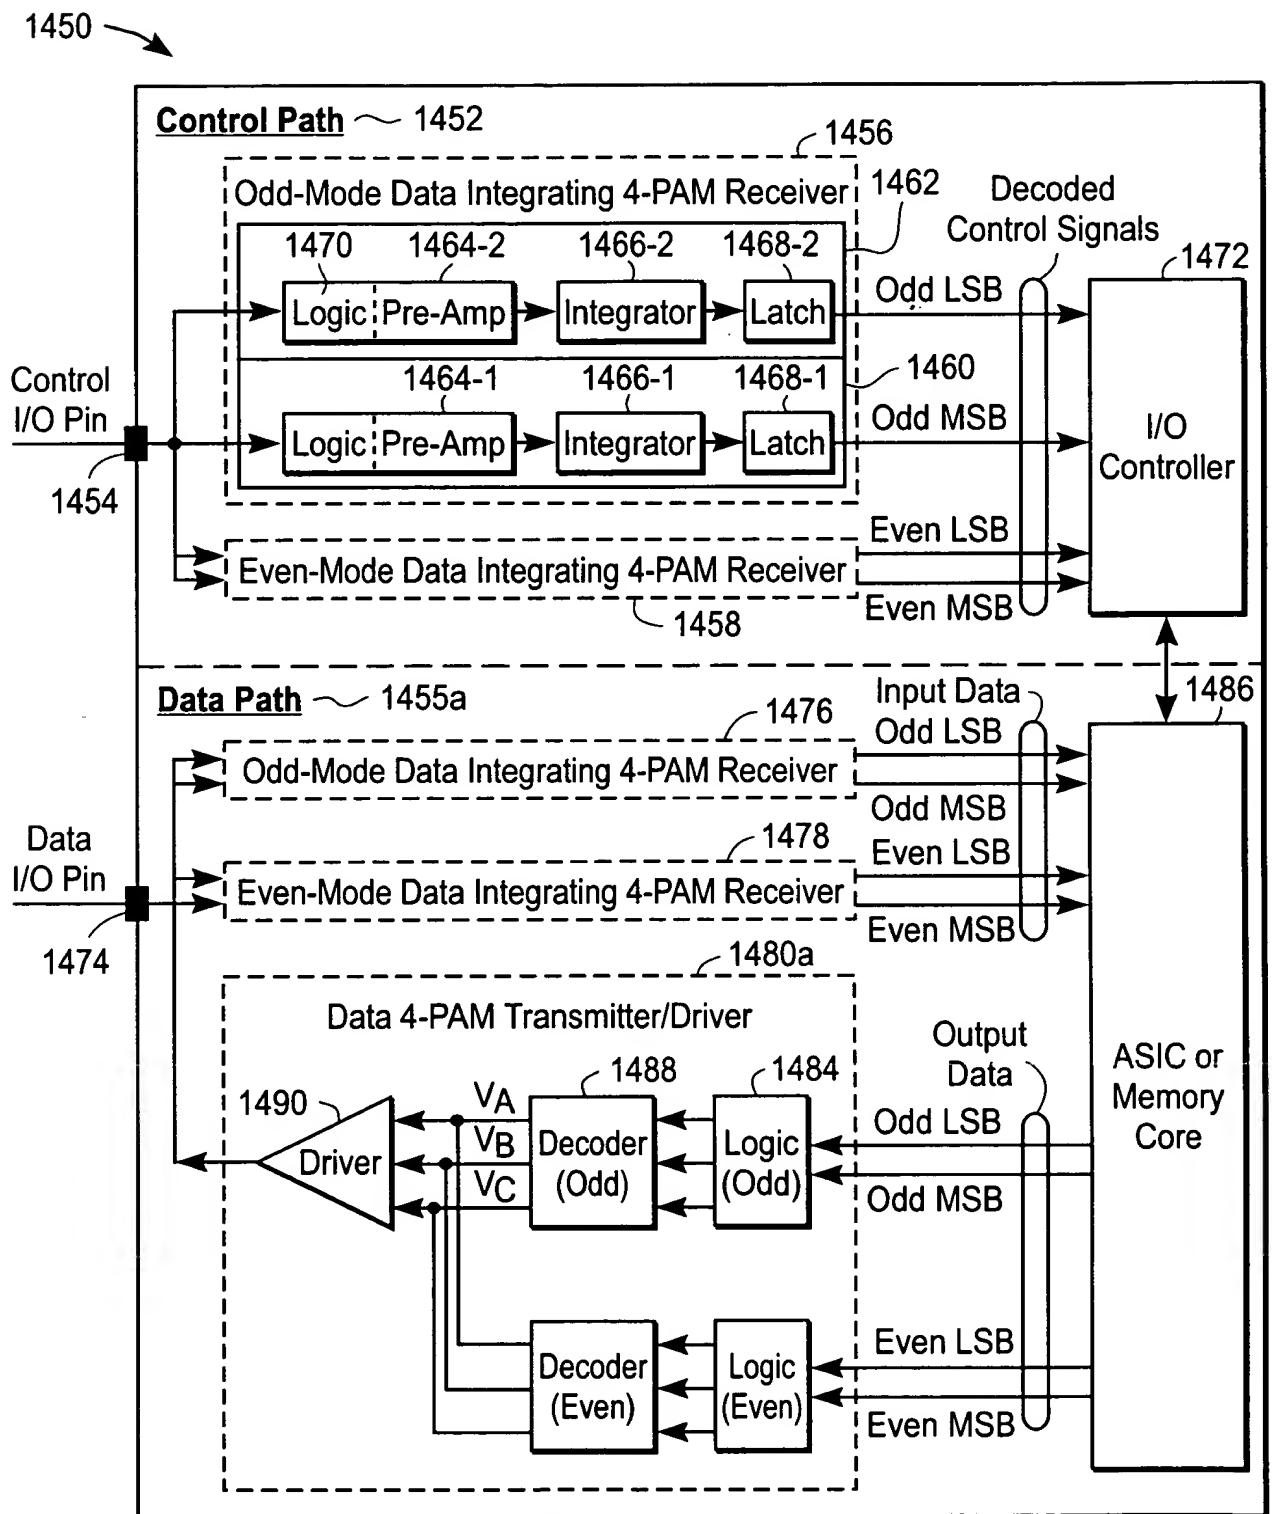 1450
Control Path 1452
1456
Odd-Mode Data Integrating 4-PAM Receiver
1462
1470 1464-2 1466-2 1468-2
Logic Pre-Amp Integrator Latch
Decoded
Control Signals
Odd LSB
1472
1464-1 1466-1 1468-1 1460
Logic Pre-Amp Integrator Latch
Odd MSB
Control
I/O Pin
1454
I/O
Controller
Even-Mode Data Integrating 4-PAM Receiver
1458
Even LSB
Even MSB
Data Path 1455a
1476
Odd-Mode Data Integrating 4-PAM Receiver
Input Data
Odd LSB
Odd MSB
1486
Data
I/O Pin
1474
1478
Even-Mode Data Integrating 4-PAM Receiver
Even LSB
Even MSB
1480a
Data 4-PAM Transmitter/Driver
Output
Data
ASIC or
Memory
Core
1490
Driver
VA
VB
VC
1488
Decoder
(Odd)
1484
Logic
(Odd)
Odd LSB
Odd MSB
Decoder
(Even)
Logic
(Even)
Even LSB
Even MSB